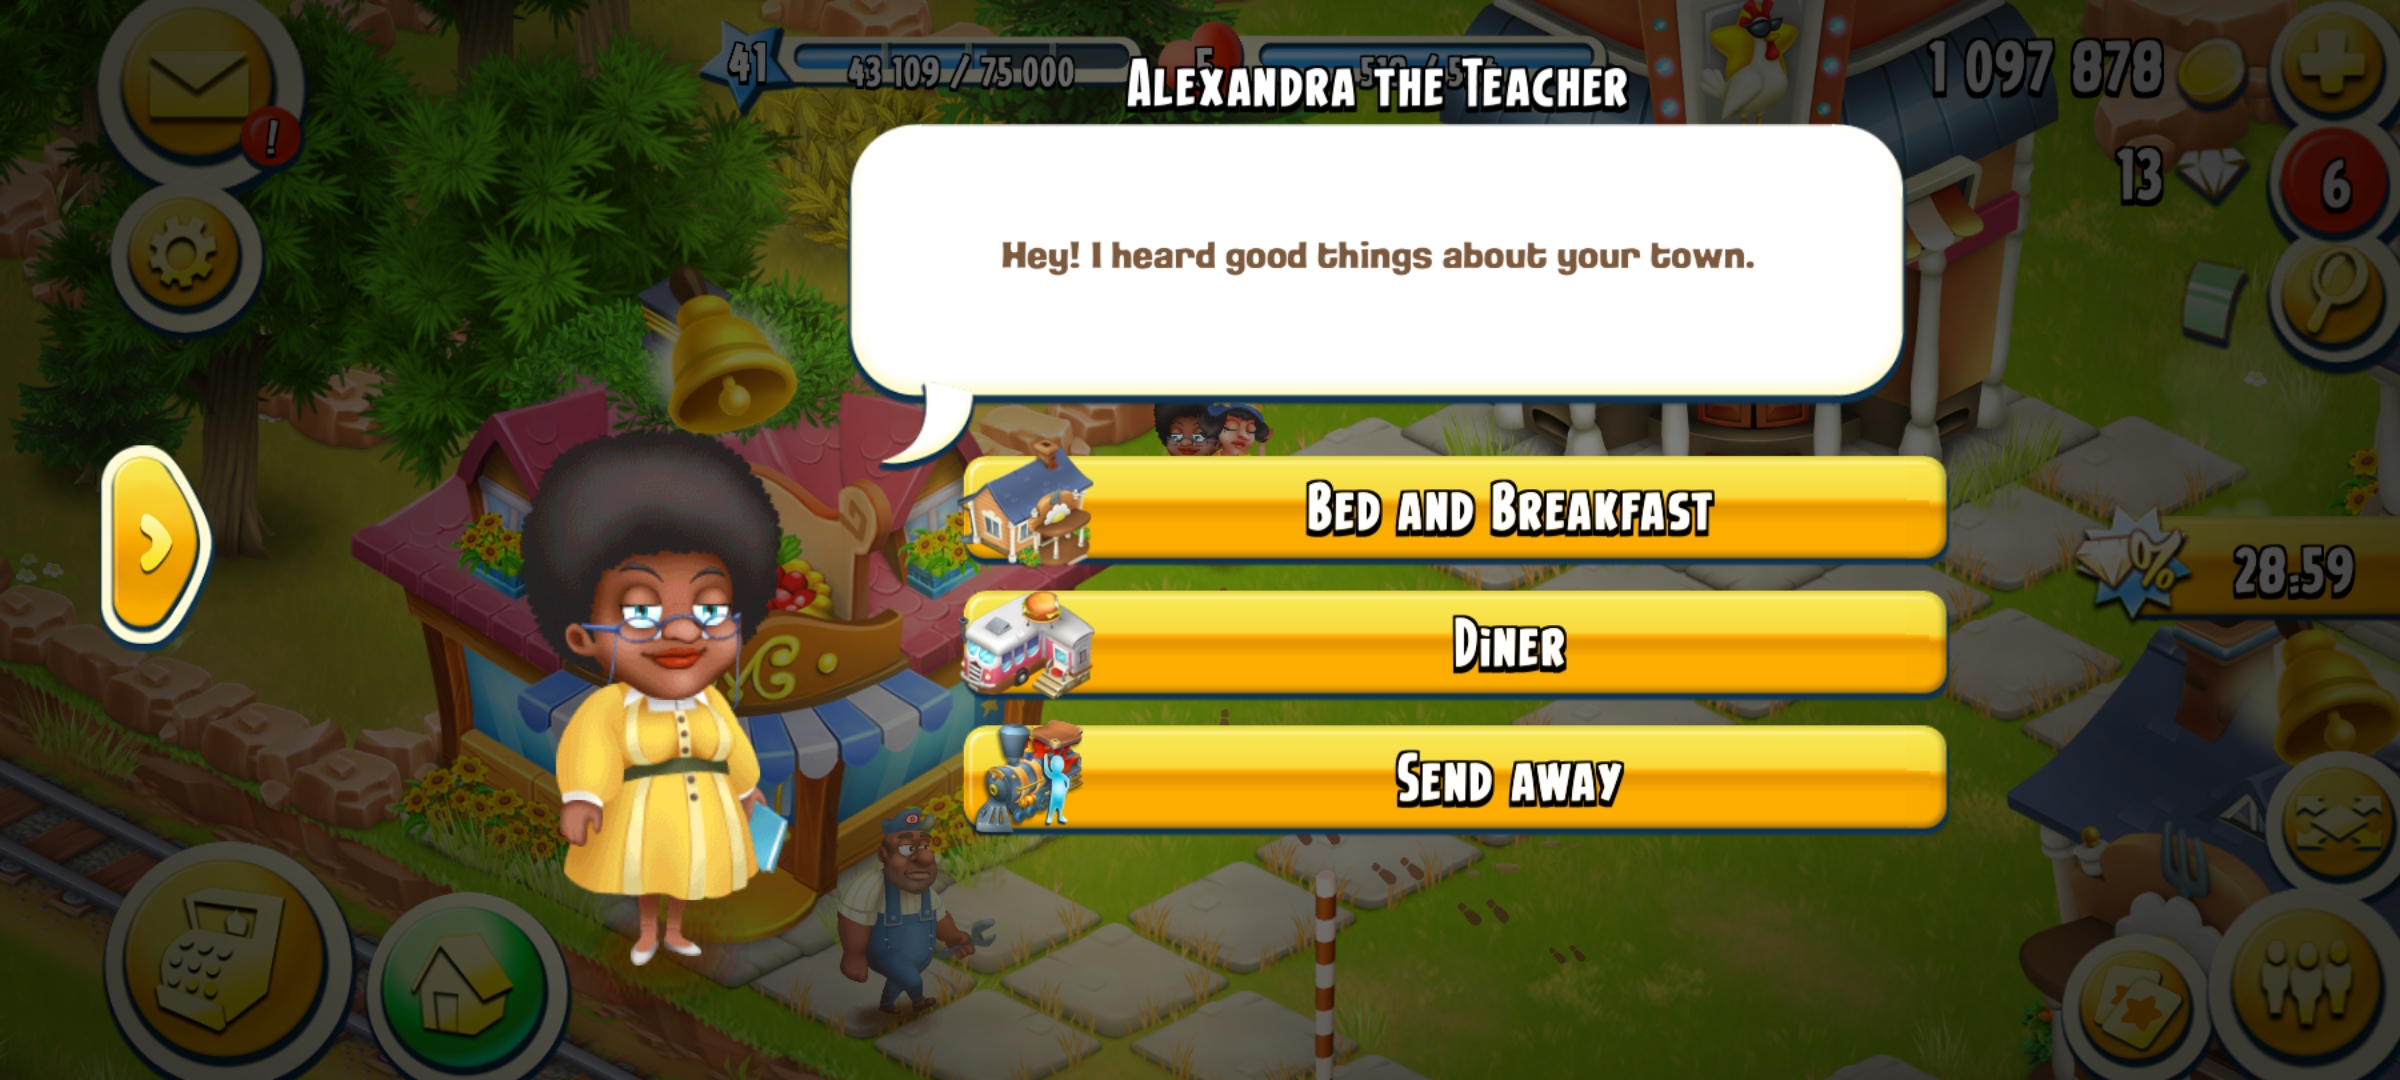 41
43 109 / 75 000
5
1 097 878
ALEXANDRA THE TEACHER
13
6
Hey! I heard good things about your town.
BED AND BREAKFAST
%
28:59
DINER
SEND AWAY